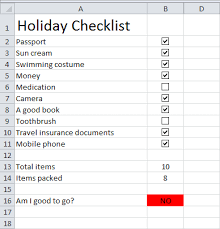 A B C D
1 Holiday Checklist
2 Passport
3 Sun cream
4 Swimming costume
5 Money
6 Medication
7 Camera
8 A good book
9 Toothbrush
10 Travel insurance documents
11 Mobile phone
12
13 Total items 10
14 Items packed 8
15
16 Am I good to go? NO
17